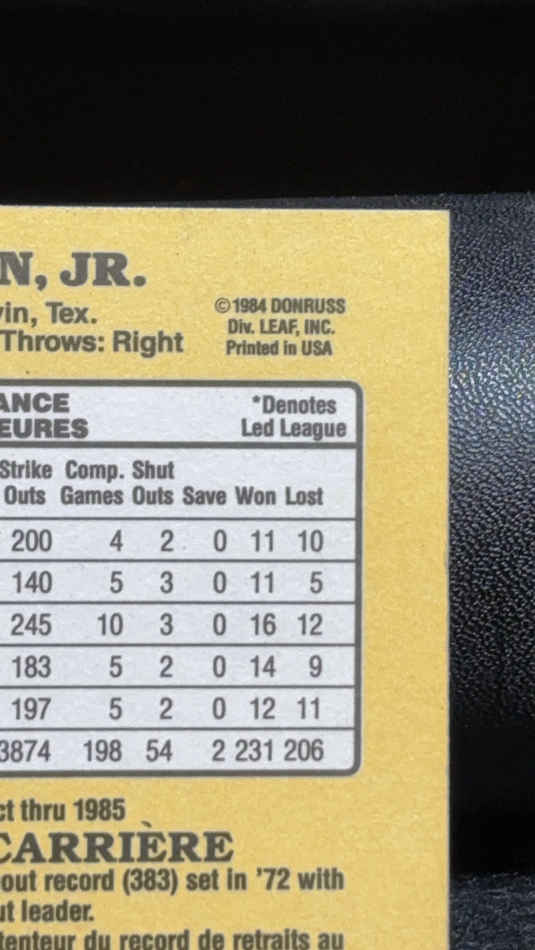 N, JR.
vin, Tex.
Throws: Right
©1984 DONRUSS
Div. LEAF, INC.
Printed in USA
ANCE
EURES
*Denotes
Led League
Strike Comp. Shut
Outs Games Outs Save Won Lost
200 4 2 0 11 10
140 5 3 0 11 5
245 10 3 0 16 12
183 5 2 0 14 9
197 5 2 0 12 11
3874 198 54 2 231 206
ct thru 1985
CARRIÈRE
out record (383) set in '72 with
ut leader.
tenteur du record de retraits au